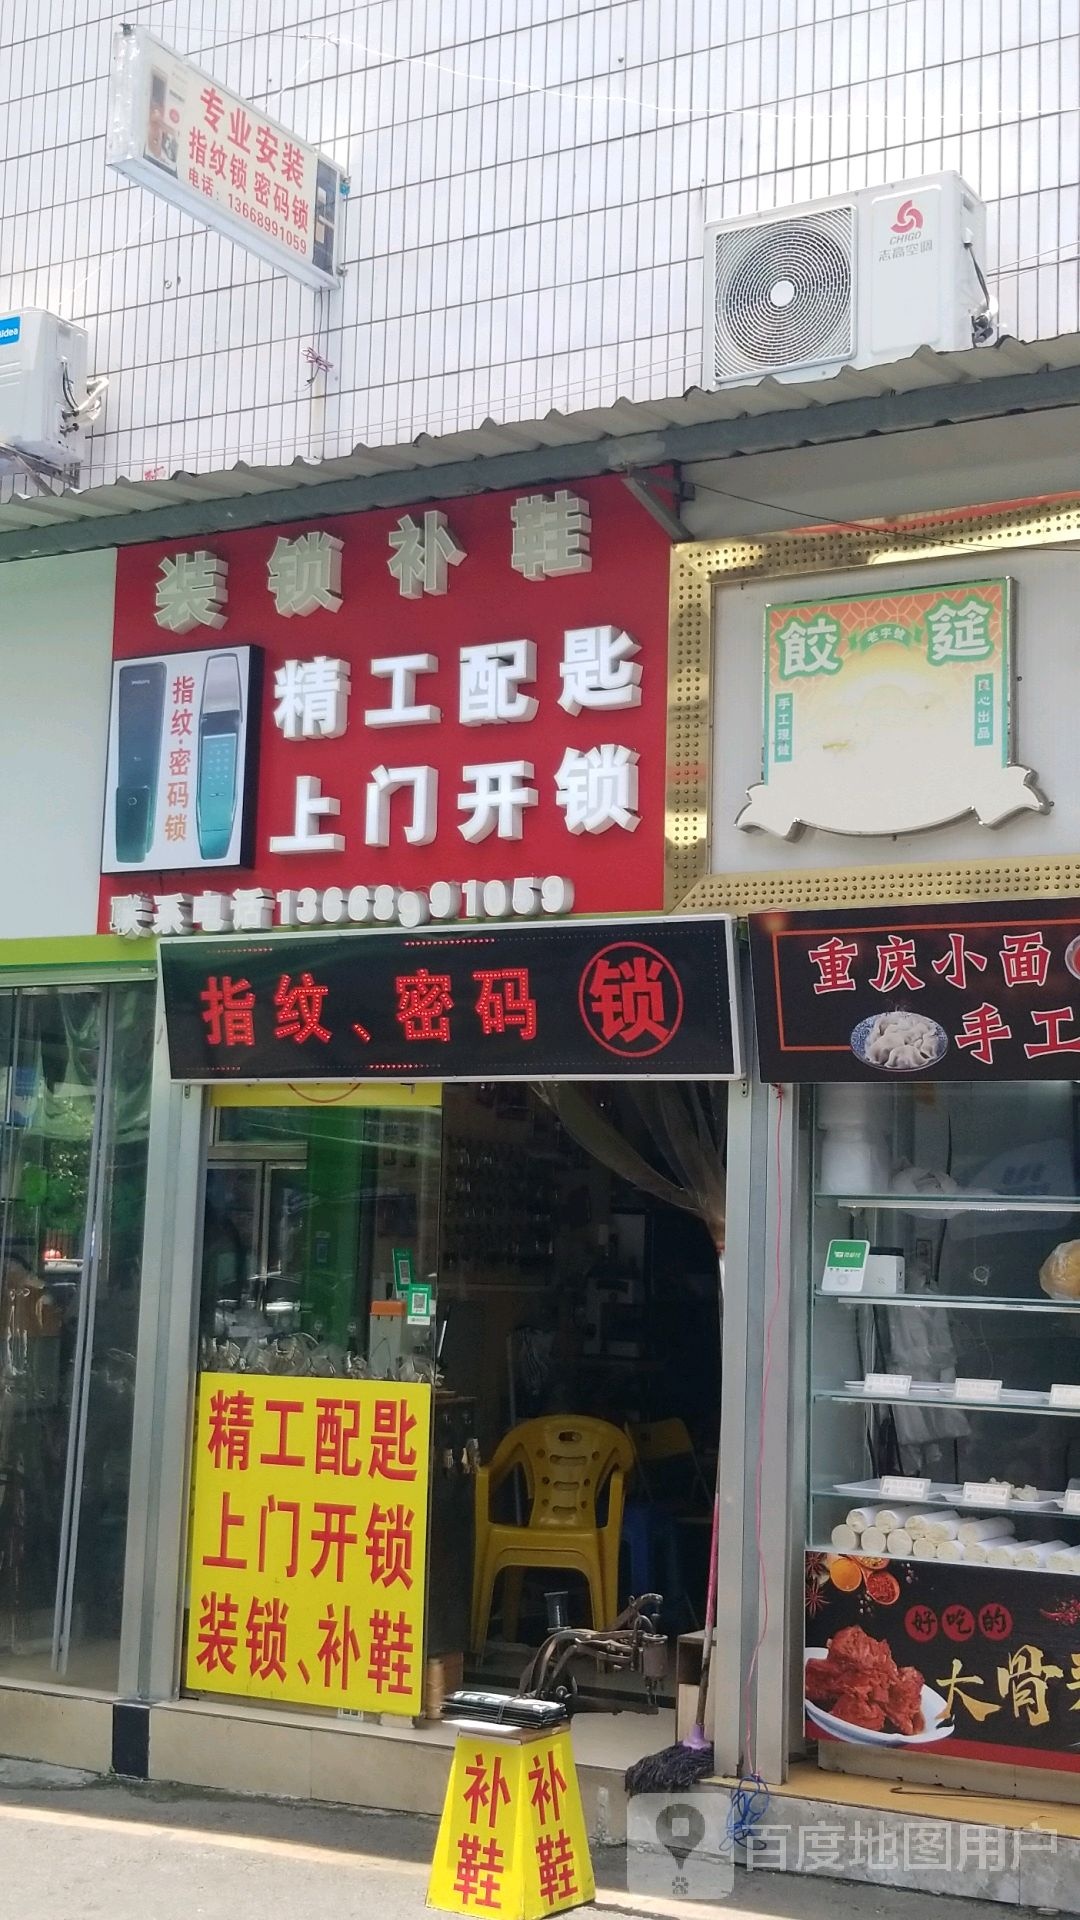 专业安装
指纹锁 密码锁
电话：13668991059
CHIGO
志高空调
装锁补鞋
指纹·密码锁
精工配匙
上门开锁
联系电话13668991059
餃 老字號 筵
手工現做
良心出品
指纹、密码 锁
重庆小面
手工
精工配匙
上门开锁
装锁、补鞋
好吃的
大骨
补鞋
补鞋
百度地图用户